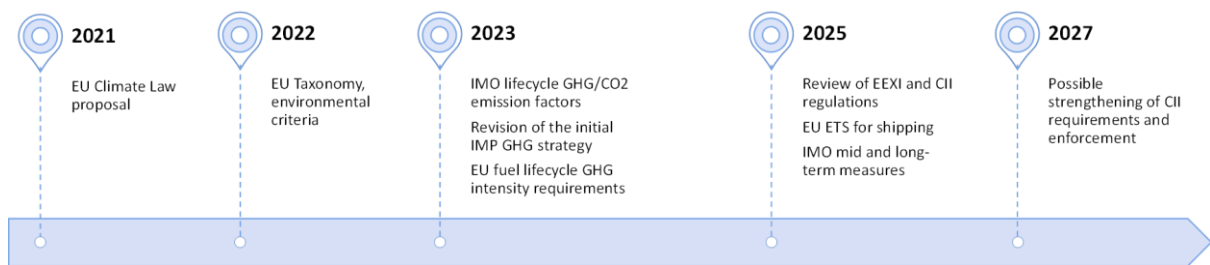 2021
EU Climate Law
proposal
2022
EU Taxonomy,
environmental
criteria
2023
IMO lifecycle GHG/CO2
emission factors
Revision of the initial
IMP GHG strategy
EU fuel lifecycle GHG
intensity requirements
2025
Review of EEXI and CII
regulations
EU ETS for shipping
IMO mid and long-
term measures
2027
Possible
strengthening of CII
requirements and
enforcement